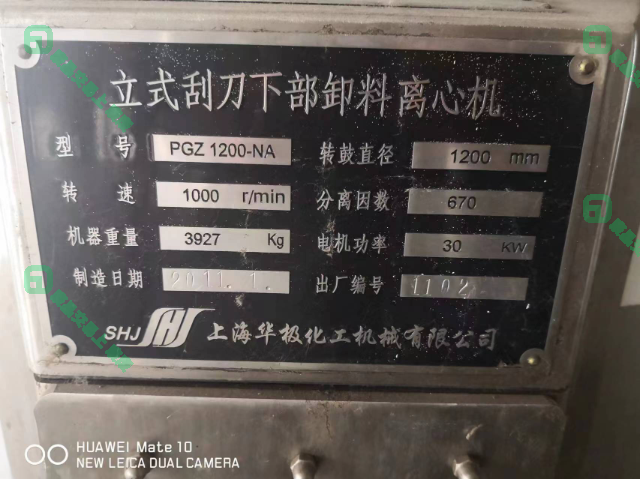 立式刮刀下部卸料离心机
型号 PGZ 1200-NA 转鼓直径 1200 mm
转速 1000 r/min 分离因数 670
机器重量 3927 Kg 电机功率 30 KW
制造日期 2011.1. 出厂编号 1102
SHJ 上海华极化工机械有限公司
HUAWEI Mate 10
NEW LEICA DUAL CAMERA